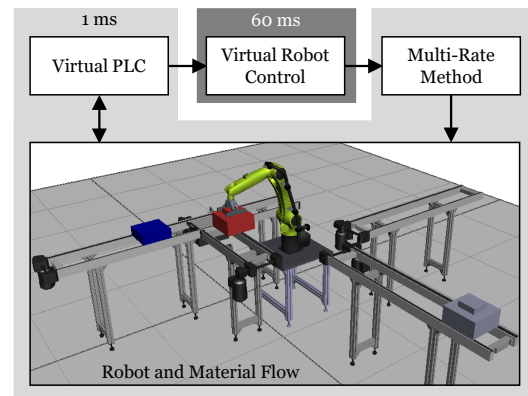 1 ms
60 ms
Virtual PLC
Virtual Robot
Control
Multi-Rate
Method
Robot and Material Flow